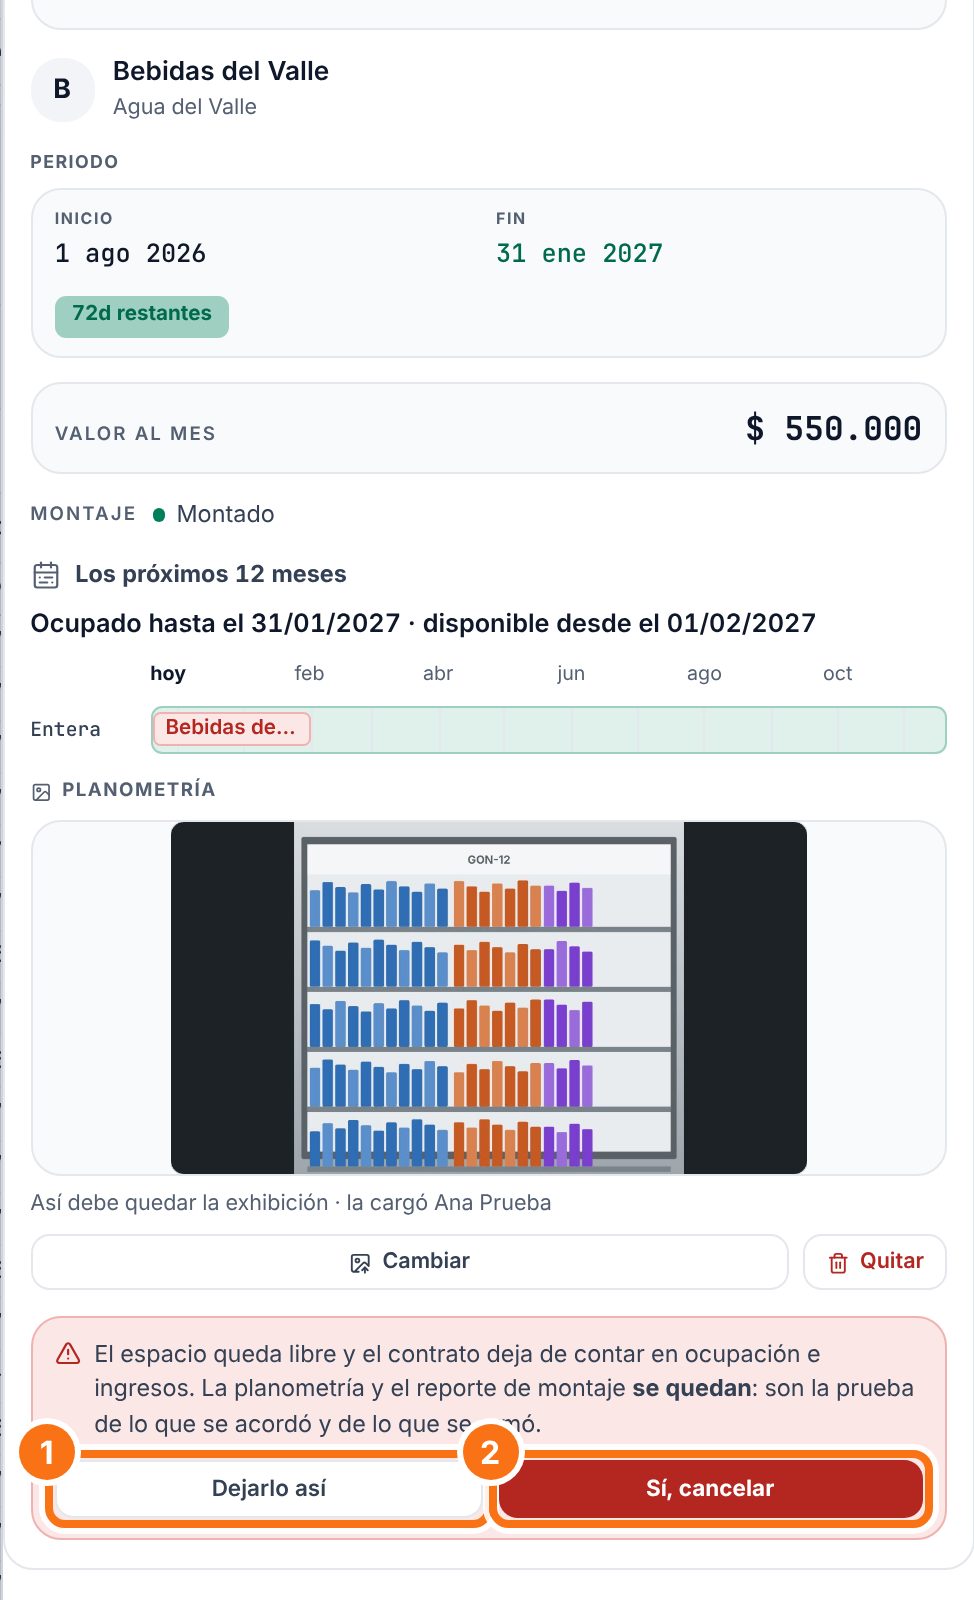 B
Bebidas del Valle
Agua del Valle
PERIODO
INICIO
FIN
1 ago 2026
31 ene 2027
72d restantes
VALOR AL MES
$ 550.000
MONTAJE
Montado
Los próximos 12 meses
Ocupado hasta el 31/01/2027 · disponible desde el 01/02/2027
hoy
feb
abr
jun
ago
oct
Entera
Bebidas de...
PLANOMETRÍA
GON-12
Así debe quedar la exhibición · la cargó Ana Prueba
Cambiar
Quitar
El espacio queda libre y el contrato deja de contar en ocupación e
ingresos. La planometría y el reporte de montaje se quedan: son la prueba
de lo que se acordó y de lo que se
1
2
Dejarlo así
Sí, cancelar